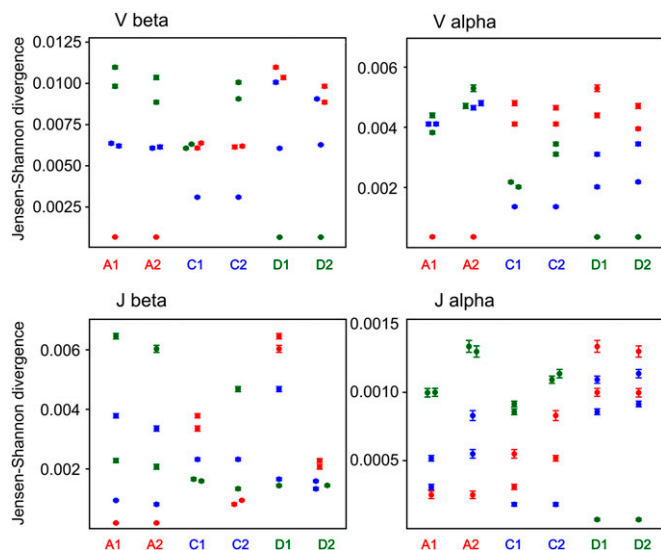 V beta
V alpha
Jensen-Shannon divergence
0.0125
0.0100
0.0075
0.0050
0.0025
0.006
0.004
0.002
A1 A2 C1 C2 D1 D2
A1 A2 C1 C2 D1 D2
J beta
J alpha
Jensen-Shannon divergence
0.006
0.004
0.002
0.0015
0.0010
0.0005
A1 A2 C1 C2 D1 D2
A1 A2 C1 C2 D1 D2